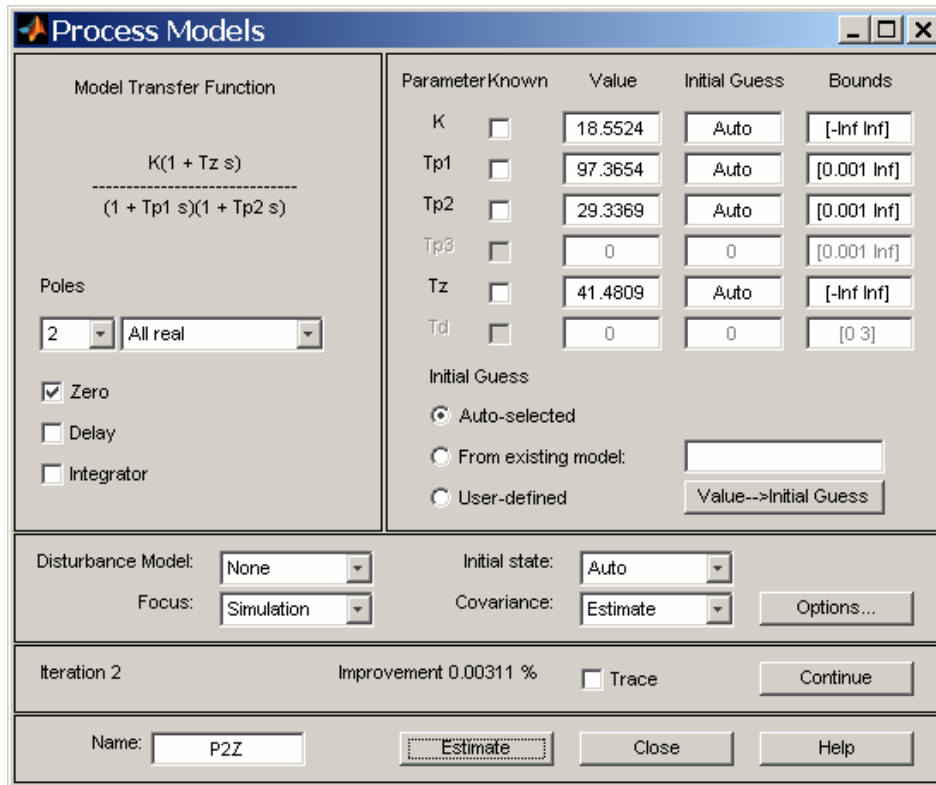 Process Models
Model Transfer Function
K(1 + Tz s)
-----------------------------------
(1 + Tp1 s)(1 + Tp2 s)
Poles
2 All real
Zero
Delay
Integrator
Parameter Known Value Initial Guess Bounds
K 18.5524 Auto [-Inf Inf]
Tp1 97.3654 Auto [0.001 Inf]
Tp2 29.3369 Auto [0.001 Inf]
Tp3 0 0 [0.001 Inf]
Tz 41.4809 Auto [-Inf Inf]
Td 0 0 [0 3]
Initial Guess
Auto-selected
From existing model:
User-defined Value-->Initial Guess
Disturbance Model: None Initial state: Auto
Focus: Simulation Covariance: Estimate Options...
Iteration 2 Improvement 0.00311 % Trace Continue
Name: P2Z Estimate Close Help